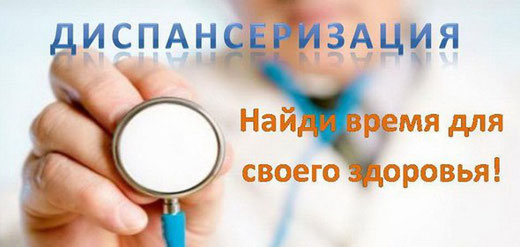 ДИСПАНСЕРИЗАЦИЯ
Найди время для
своего здоровья!